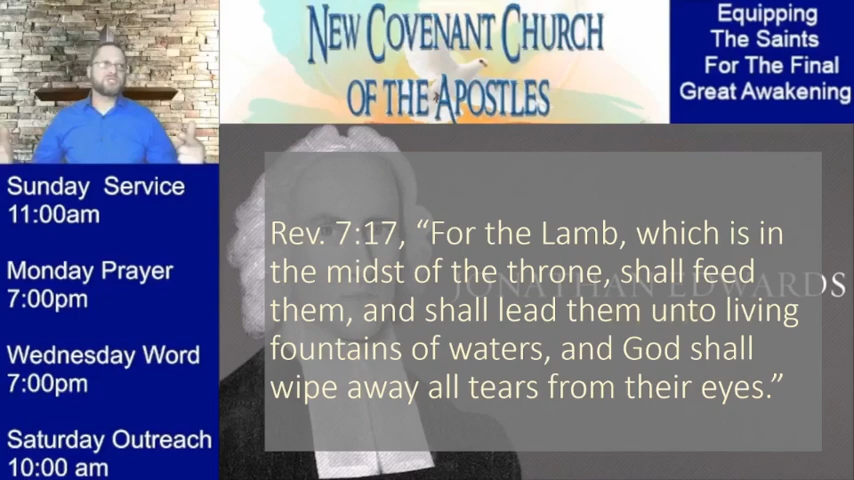 NEW COVENANT CHURCH
OF THE APOSTLES
Equipping
The Saints
For The Final
Great Awakening
Sunday Service
11:00am
Monday Prayer
7:00pm
Wednesday Word
7:00pm
Saturday Outreach
10:00 am
Rev. 7:17, “For the Lamb, which is in
the midst of the throne, shall feed
them, and shall lead them unto living
fountains of waters, and God shall
wipe away all tears from their eyes.”
JONATHAN EDWARDS